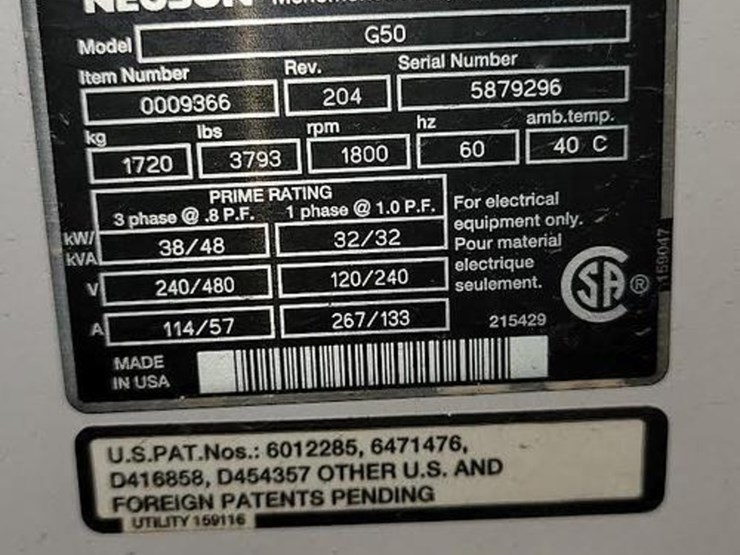 NEUSON
Model G50
Item Number Rev. Serial Number
0009366 204 5879296
kg lbs rpm hz amb.temp.
1720 3793 1800 60 40 C
PRIME RATING
3 phase @ .8 P.F. 1 phase @ 1.0 P.F.
kW/kVA 38/48 32/32
V 240/480 120/240
A 114/57 267/133
For electrical
equipment only.
Pour material
electrique
seulement.
SA ®
215429
159047
MADE
IN USA
U.S.PAT.Nos.: 6012285, 6471476,
D416858, D454357 OTHER U.S. AND
FOREIGN PATENTS PENDING
UTILITY 159116